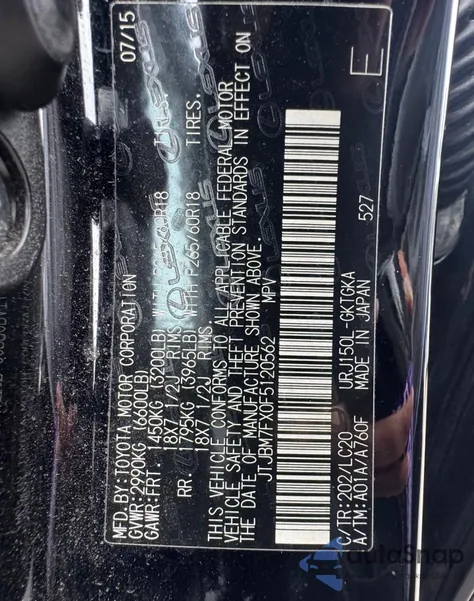 MFD.BY:TOYOTA MOTOR CORPORATION 07/15
GVWR:2990KG (6600LB)
GAWR:FRT. 1450KG (3200LB) WITH P265/60R18
18X7 1/2J RIMS
RR. 1795KG (3965LB) WITH P265/60R18 TIRES.
18X7 1/2J RIMS
THIS VEHICLE CONFORMS TO ALL APPLICABLE FEDERAL MOTOR
VEHICLE SAFETY AND THEFT PREVENTION STANDARDS IN EFFECT ON
THE DATE OF MANUFACTURE SHOWN ABOVE.
JTJBM7FX0F5120562 MPV
E
C/TR:202/LC20 URJ150L-GKTGKA 527
A/TM:A01A/A760F MADE IN JAPAN
LEXUS
autoSnap